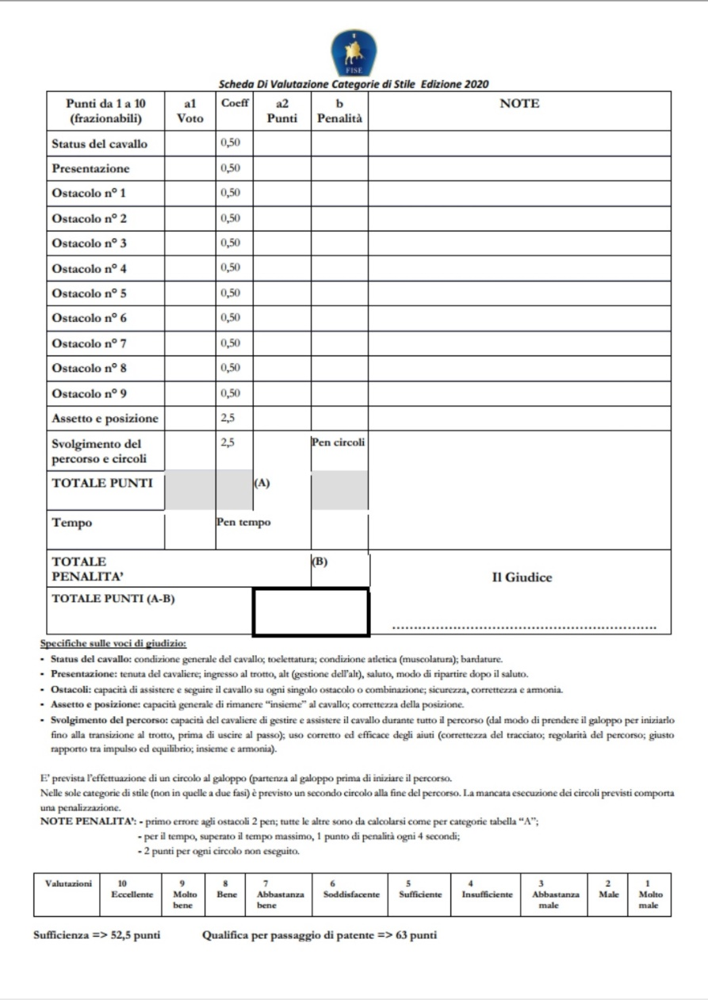 FISE
Scheda Di Valutazione Categorie di Stile Edizione 2020
Punti da 1 a 10 (frazionabili) a1 Voto Coeff a2 Punti b Penalità NOTE
Status del cavallo 0,50
Presentazione 0,50
Ostacolo n° 1 0,50
Ostacolo n° 2 0,50
Ostacolo n° 3 0,50
Ostacolo n° 4 0,50
Ostacolo n° 5 0,50
Ostacolo n° 6 0,50
Ostacolo n° 7 0,50
Ostacolo n° 8 0,50
Ostacolo n° 9 0,50
Assetto e posizione 2,5
Svolgimento del percorso e circoli 2,5 Pen circoli
TOTALE PUNTI (A)
Tempo Pen tempo
TOTALE PENALITA’ (B)
Il Giudice
TOTALE PUNTI (A-B)
................................................................................
Specifiche sulle voci di giudizio:
• Status del cavallo: condizione generale del cavallo; toelettatura; condizione atletica (muscolatura); bardature.
• Presentazione: tenuta del cavaliere; ingresso al trotto, alt (gestione dell’alt), saluto, modo di ripartire dopo il saluto.
• Ostacoli: capacità di assistere e seguire il cavallo su ogni singolo ostacolo o combinazione; sicurezza, correttezza e armonia.
• Assetto e posizione: capacità generale di rimanere “insieme” al cavallo; correttezza della posizione.
• Svolgimento del percorso: capacità del cavaliere di gestire e assistere il cavallo durante tutto il percorso (dal modo di prendere il galoppo per iniziarlo
fino alla transizione al trotto, prima di uscire al passo); uso corretto ed efficace degli aiuti (correttezza del tracciato; regolarità del percorso; giusto
rapporto tra impulso ed equilibrio; insieme e armonia).
E’ prevista l’effettuazione di un circolo al galoppo (partenza al galoppo prima di iniziare il percorso.
Nelle sole categorie di stile (non in quelle a due fasi) è previsto un secondo circolo alla fine del percorso. La mancata esecuzione dei circoli previsti comporta
una penalizzazione.
NOTE PENALITA’: - primo errore agli ostacoli 2 pen; tutte le altre sono da calcolarsi come per categorie tabella “A”;
- per il tempo, superato il tempo massimo, 1 punto di penalità ogni 4 secondi;
- 2 punti per ogni circolo non eseguito.
Valutazioni 10 Eccellente 9 Molto bene 8 Bene 7 Abbastanza bene 6 Soddisfacente 5 Sufficiente 4 Insufficiente 3 Abbastanza male 2 Male 1 Molto male
Sufficienza => 52,5 punti Qualifica per passaggio di patente => 63 punti